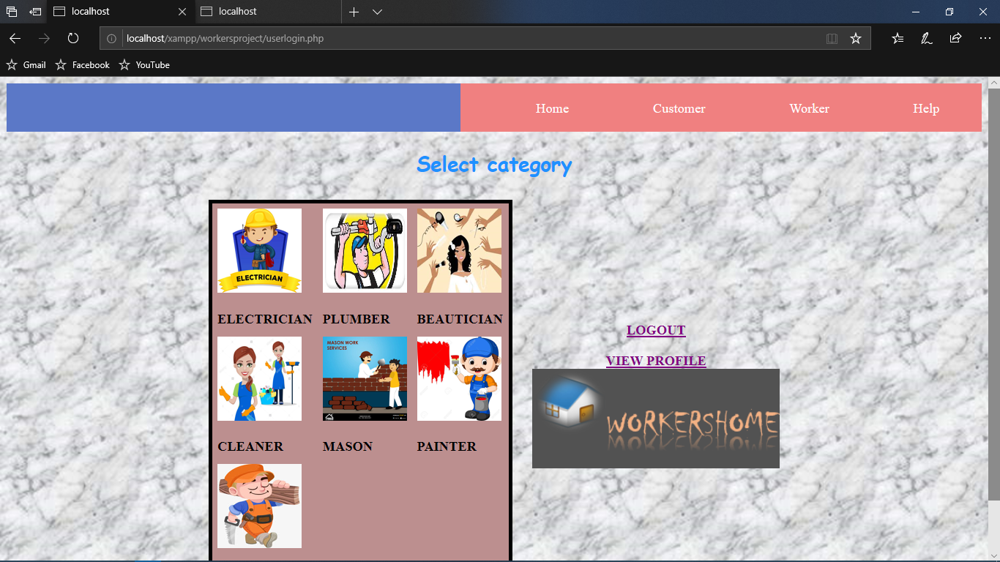 localhost
localhost
localhost/xampp/workersproject/userlogin.php
Gmail Facebook YouTube
Home Customer Worker Help
Select category
ELECTRICIAN
ELECTRICIAN PLUMBER BEAUTICIAN
MASON WORK
SERVICES
CLEANER MASON PAINTER
LOGOUT
VIEW PROFILE
WORKERSHOME